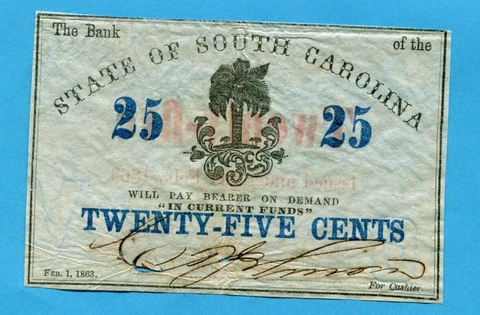 The Bank of the
STATE OF SOUTH CAROLINA
25 25
WILL PAY BEARER ON DEMAND
"IN CURRENT FUNDS"
TWENTY-FIVE CENTS
FEB. 1, 1863.
For Cashier.